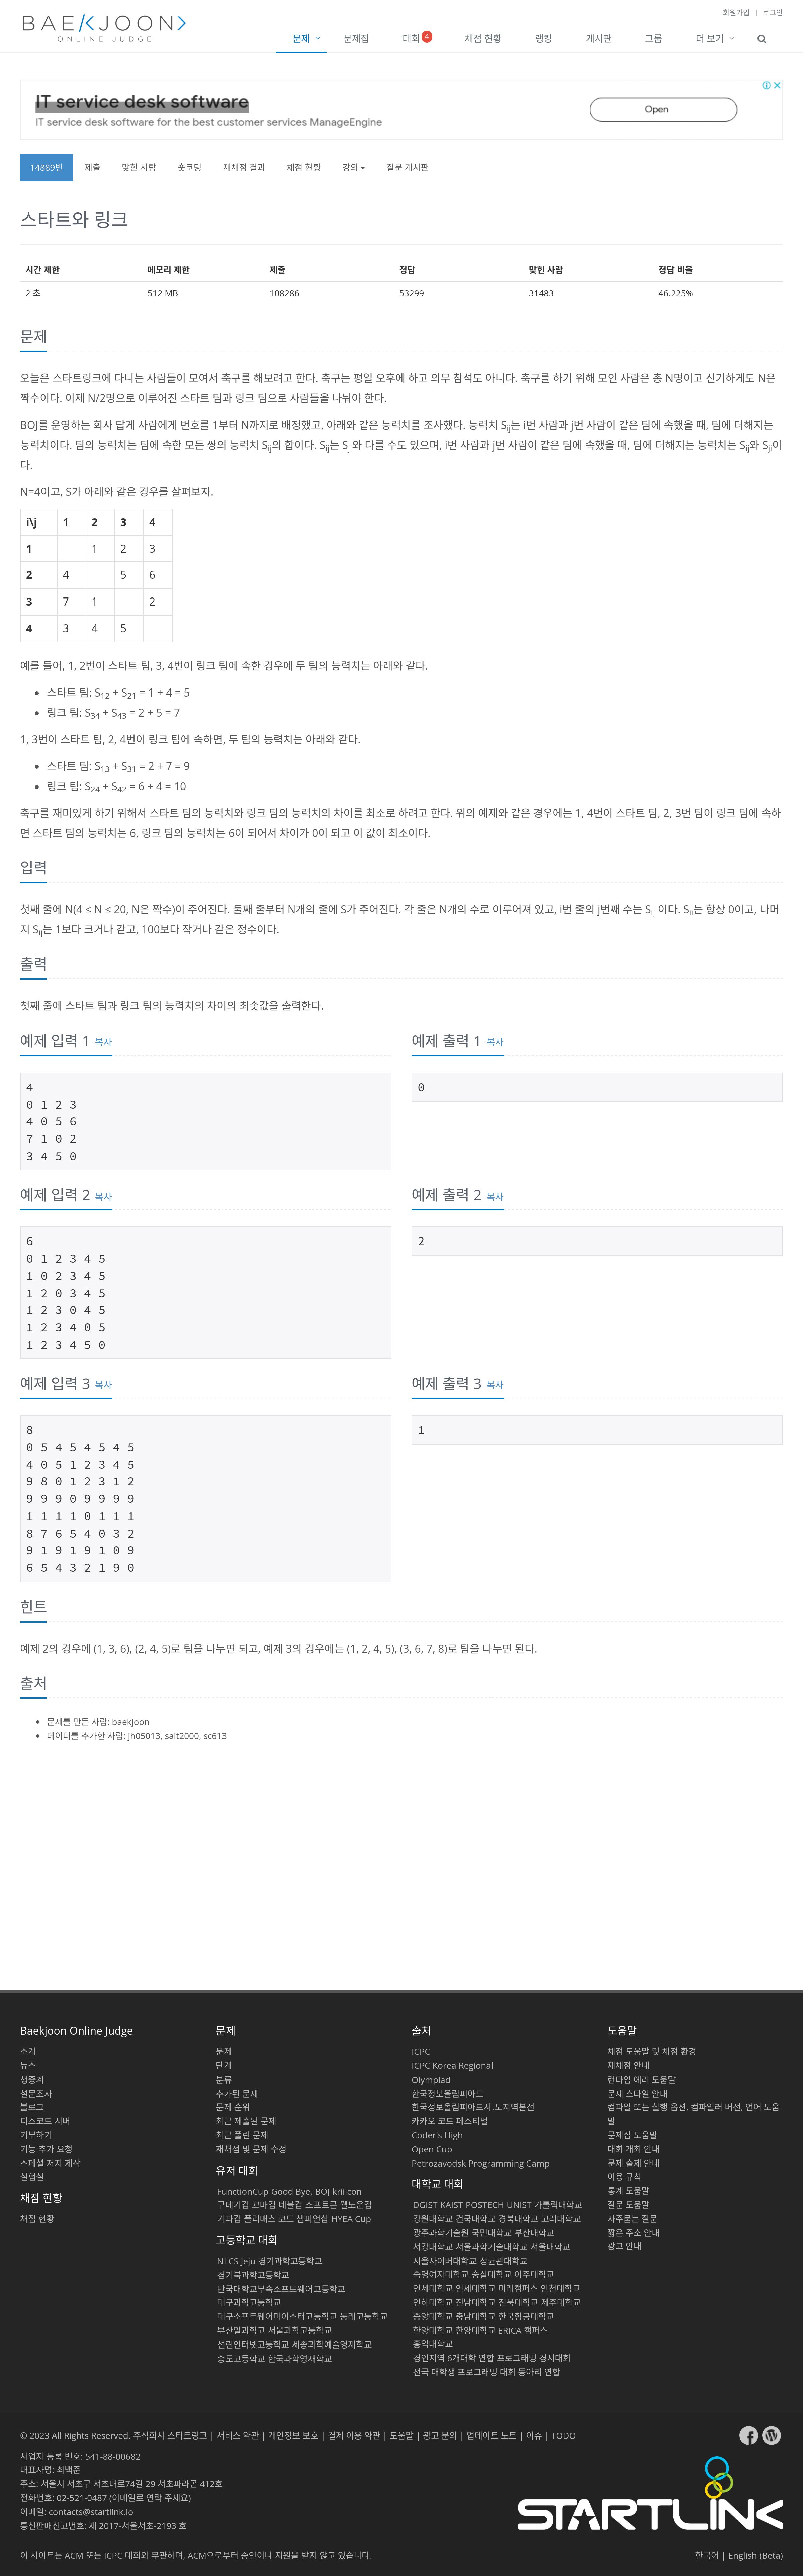 회원가입 | 로그인
BAEKJOON>
ONLINE JUDGE
문제 문제집 대회 4 채점 현황 랭킹 게시판 그룹 더 보기
IT service desk software
IT service desk software for the best customer services ManageEngine
Open
14889번 제출 맞힌 사람 숏코딩 재채점 결과 채점 현황 강의 질문 게시판
스타트와 링크
시간 제한 메모리 제한 제출 정답 맞힌 사람 정답 비율
2 초 512 MB 108286 53299 31483 46.225%
문제
오늘은 스타트링크에 다니는 사람들이 모여서 축구를 해보려고 한다. 축구는 평일 오후에 하고 의무 참석도 아니다. 축구를 하기 위해 모인 사람은 총 N명이고 신기하게도 N은
짝수이다. 이제 N/2명으로 이루어진 스타트 팀과 링크 팀으로 사람들을 나눠야 한다.
BOJ를 운영하는 회사 답게 사람에게 번호를 1부터 N까지로 배정했고, 아래와 같은 능력치를 조사했다. 능력치 Sij는 i번 사람과 j번 사람이 같은 팀에 속했을 때, 팀에 더해지는
능력치이다. 팀의 능력치는 팀에 속한 모든 쌍의 능력치 Sij의 합이다. Sij는 Sji와 다를 수도 있으며, i번 사람과 j번 사람이 같은 팀에 속했을 때, 팀에 더해지는 능력치는 Sij와 Sji이
다.
N=4이고, S가 아래와 같은 경우를 살펴보자.
i\j 1 2 3 4
1 1 2 3
2 4 5 6
3 7 1 2
4 3 4 5
예를 들어, 1, 2번이 스타트 팀, 3, 4번이 링크 팀에 속한 경우에 두 팀의 능력치는 아래와 같다.
• 스타트 팀: S12 + S21 = 1 + 4 = 5
• 링크 팀: S34 + S43 = 2 + 5 = 7
1, 3번이 스타트 팀, 2, 4번이 링크 팀에 속하면, 두 팀의 능력치는 아래와 같다.
• 스타트 팀: S13 + S31 = 2 + 7 = 9
• 링크 팀: S24 + S42 = 6 + 4 = 10
축구를 재미있게 하기 위해서 스타트 팀의 능력치와 링크 팀의 능력치의 차이를 최소로 하려고 한다. 위의 예제와 같은 경우에는 1, 4번이 스타트 팀, 2, 3번 팀이 링크 팀에 속하
면 스타트 팀의 능력치는 6, 링크 팀의 능력치는 6이 되어서 차이가 0이 되고 이 값이 최소이다.
입력
첫째 줄에 N(4 ≤ N ≤ 20, N은 짝수)이 주어진다. 둘째 줄부터 N개의 줄에 S가 주어진다. 각 줄은 N개의 수로 이루어져 있고, i번 줄의 j번째 수는 Sij 이다. Sii는 항상 0이고, 나머
지 Sij는 1보다 크거나 같고, 100보다 작거나 같은 정수이다.
출력
첫째 줄에 스타트 팀과 링크 팀의 능력치의 차이의 최솟값을 출력한다.
예제 입력 1 복사
4
0 1 2 3
4 0 5 6
7 1 0 2
3 4 5 0
예제 출력 1 복사
0
예제 입력 2 복사
6
0 1 2 3 4 5
1 0 2 3 4 5
1 2 0 3 4 5
1 2 3 0 4 5
1 2 3 4 0 5
1 2 3 4 5 0
예제 출력 2 복사
2
예제 입력 3 복사
8
0 5 4 5 4 5 4 5
4 0 5 1 2 3 4 5
9 8 0 1 2 3 1 2
9 9 9 0 9 9 9 9
1 1 1 1 0 1 1 1
8 7 6 5 4 0 3 2
9 1 9 1 9 1 0 9
6 5 4 3 2 1 9 0
예제 출력 3 복사
1
힌트
예제 2의 경우에 (1, 3, 6), (2, 4, 5)로 팀을 나누면 되고, 예제 3의 경우에는 (1, 2, 4, 5), (3, 6, 7, 8)로 팀을 나누면 된다.
출처
• 문제를 만든 사람: baekjoon
• 데이터를 추가한 사람: jh05013, sait2000, sc613
Baekjoon Online Judge
소개
뉴스
생중계
설문조사
블로그
디스코드 서버
기부하기
기능 추가 요청
스페셜 저지 제작
실험실
채점 현황
채점 현황
문제
문제
단계
분류
추가된 문제
문제 순위
최근 제출된 문제
최근 풀린 문제
재채점 및 문제 수정
유저 대회
FunctionCup Good Bye, BOJ kriiicon
구데기컵 꼬마컵 네블컵 소프트콘 웰노운컵
키파컵 폴리매스 코드 챔피언십 HYEA Cup
고등학교 대회
NLCS Jeju 경기과학고등학교
경기북과학고등학교
단국대학교부속소프트웨어고등학교
대구과학고등학교
대구소프트웨어마이스터고등학교 동래고등학교
부산일과학고 서울과학고등학교
선린인터넷고등학교 세종과학예술영재학교
송도고등학교 한국과학영재학교
출처
ICPC
ICPC Korea Regional
Olympiad
한국정보올림피아드
한국정보올림피아드시.도지역본선
카카오 코드 페스티벌
Coder's High
Open Cup
Petrozavodsk Programming Camp
대학교 대회
DGIST KAIST POSTECH UNIST 가톨릭대학교
강원대학교 건국대학교 경북대학교 고려대학교
광주과학기술원 국민대학교 부산대학교
서강대학교 서울과학기술대학교 서울대학교
서울사이버대학교 성균관대학교
숙명여자대학교 숭실대학교 아주대학교
연세대학교 연세대학교 미래캠퍼스 인천대학교
인하대학교 전남대학교 전북대학교 제주대학교
중앙대학교 충남대학교 한국항공대학교
한양대학교 한양대학교 ERICA 캠퍼스
홍익대학교
경인지역 6개대학 연합 프로그래밍 경시대회
전국 대학생 프로그래밍 대회 동아리 연합
도움말
채점 도움말 및 채점 환경
재채점 안내
런타임 에러 도움말
문제 스타일 안내
컴파일 또는 실행 옵션, 컴파일러 버전, 언어 도움
말
문제집 도움말
대회 개최 안내
문제 출제 안내
이용 규칙
통계 도움말
질문 도움말
자주묻는 질문
짧은 주소 안내
광고 안내
© 2023 All Rights Reserved. 주식회사 스타트링크 | 서비스 약관 | 개인정보 보호 | 결제 이용 약관 | 도움말 | 광고 문의 | 업데이트 노트 | 이슈 | TODO
사업자 등록 번호: 541-88-00682
대표자명: 최백준
주소: 서울시 서초구 서초대로74길 29 서초파라곤 412호
전화번호: 02-521-0487 (이메일로 연락 주세요)
이메일: contacts@startlink.io
통신판매신고번호: 제 2017-서울서초-2193 호
STARTLINK
이 사이트는 ACM 또는 ICPC 대회와 무관하며, ACM으로부터 승인이나 지원을 받지 않고 있습니다.
한국어 | English (Beta)